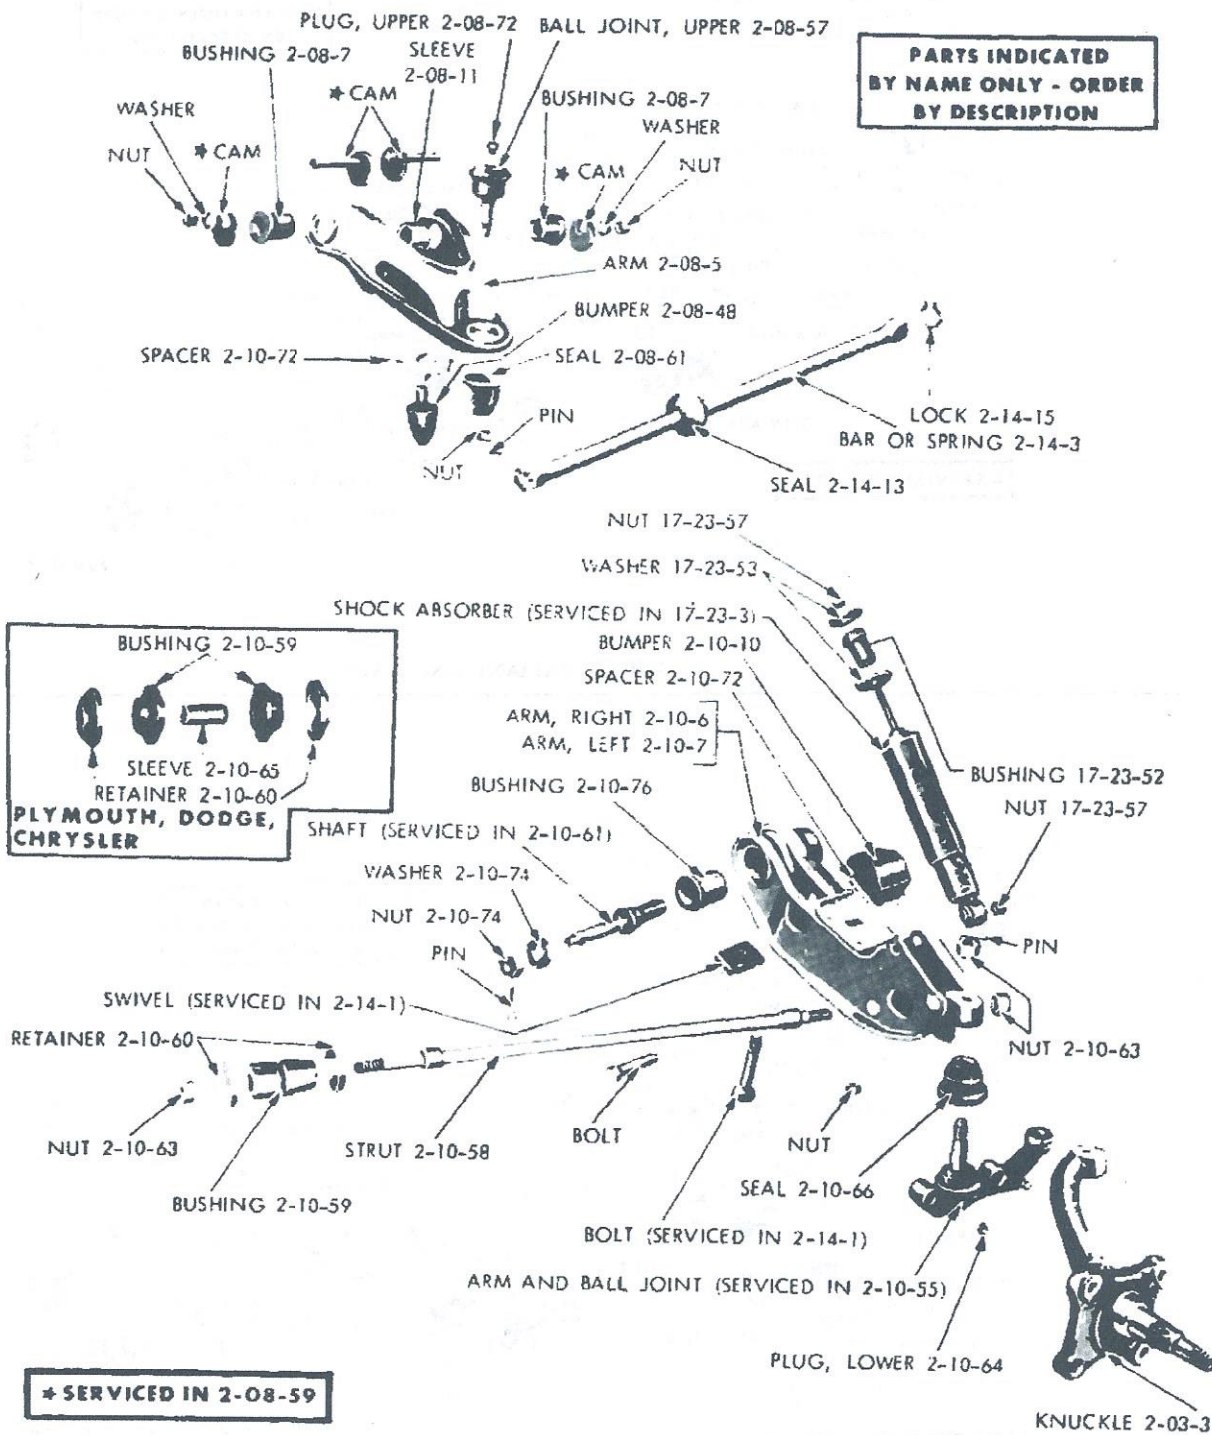 PLUG, UPPER 2-08-72
BALL JOINT, UPPER 2-08-57
BUSHING 2-08-7
SLEEVE
2-08-11
★ CAM
BUSHING 2-08-7
WASHER
WASHER
NUT
★ CAM
★ CAM
NUT
PARTS INDICATED
BY NAME ONLY - ORDER
BY DESCRIPTION
ARM 2-08-5
BUMPER 2-08-48
SPACER 2-10-72
SEAL 2-08-61
PIN
NUT
LOCK 2-14-15
BAR OR SPRING 2-14-3
SEAL 2-14-13
NUT 17-23-57
WASHER 17-23-53
SHOCK ABSORBER (SERVICED IN 17-23-3)
BUMPER 2-10-10
SPACER 2-10-72
ARM, RIGHT 2-10-6
ARM, LEFT 2-10-7
BUSHING 2-10-59
SLEEVE 2-10-65
RETAINER 2-10-60
PLYMOUTH, DODGE,
CHRYSLER
BUSHING 2-10-76
BUSHING 17-23-52
NUT 17-23-57
SHAFT (SERVICED IN 2-10-61)
WASHER 2-10-74
NUT 2-10-74
PIN
PIN
SWIVEL (SERVICED IN 2-14-1)
RETAINER 2-10-60
NUT 2-10-63
NUT 2-10-63
STRUT 2-10-58
BOLT
NUT
BUSHING 2-10-59
SEAL 2-10-66
BOLT (SERVICED IN 2-14-1)
ARM AND BALL JOINT (SERVICED IN 2-10-55)
PLUG, LOWER 2-10-64
★ SERVICED IN 2-08-59
KNUCKLE 2-03-3